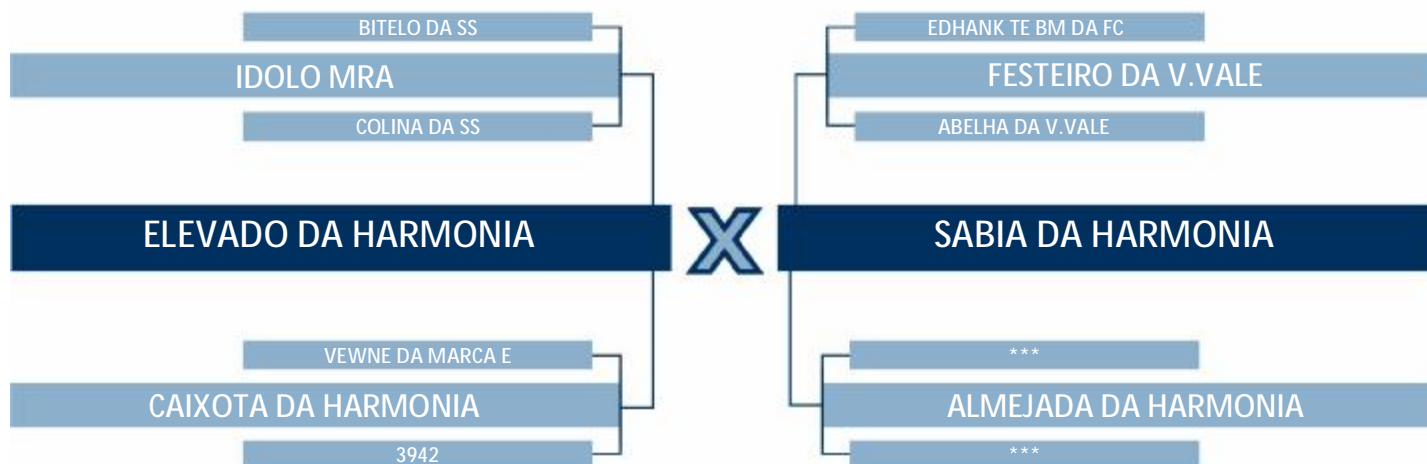 BITELO DA SS
IDOLO MRA
COLINA DA SS
ELEVADO DA HARMONIA
VEWNE DA MARCA E
CAIXOTA DA HARMONIA
3942
X
EDHANK TE BM DA FC
FESTEIRO DA V.VALE
ABELHA DA V.VALE
SABIA DA HARMONIA
***
ALMEJADA DA HARMONIA
***